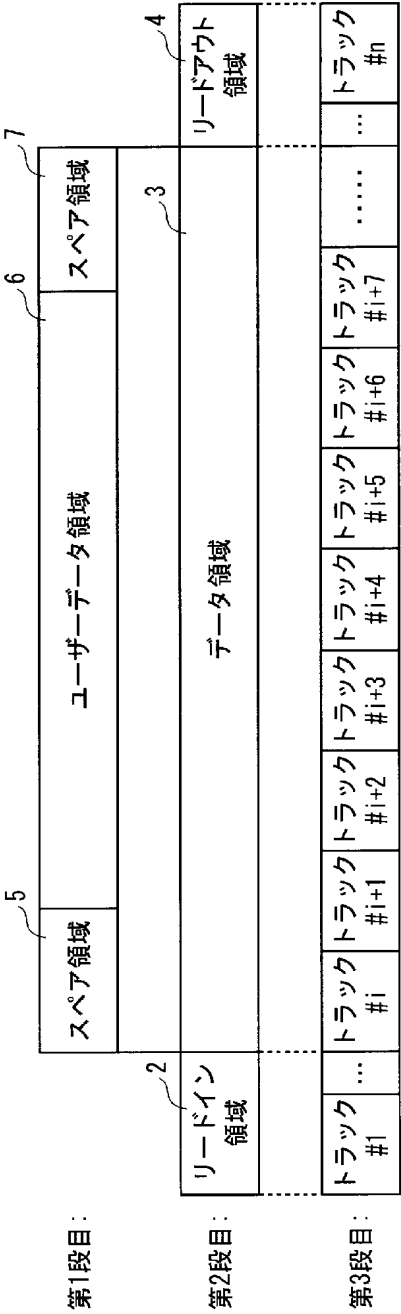 第1段目：
5
6
7
スペア領域
ユーザーデータ領域
スペア領域
第2段目：
2
3
4
リードイン
領域
データ領域
リードアウト
領域
第3段目：
トラック
#1
…
トラック
#i
トラック
#i+1
トラック
#i+2
トラック
#i+3
トラック
#i+4
トラック
#i+5
トラック
#i+6
トラック
#i+7
.....
…
トラック
#n